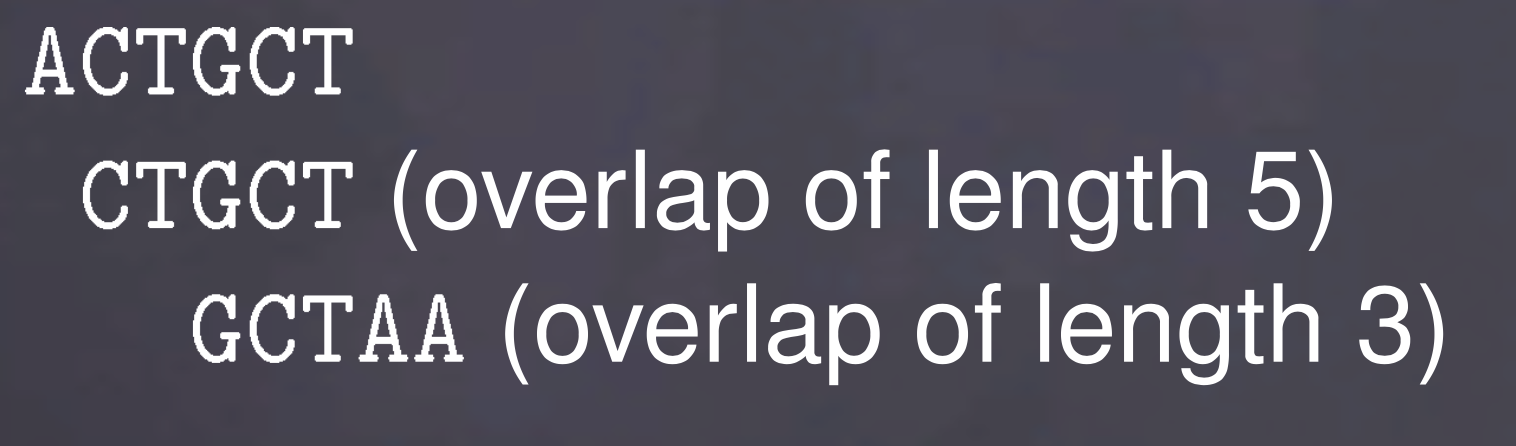 ACTGCT
CTGCT (overlap of length 5)
GCTAA (overlap of length 3)